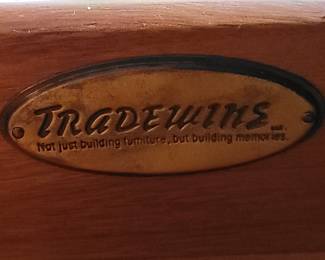 TRADEWINS
Not just building furniture, but building memories.